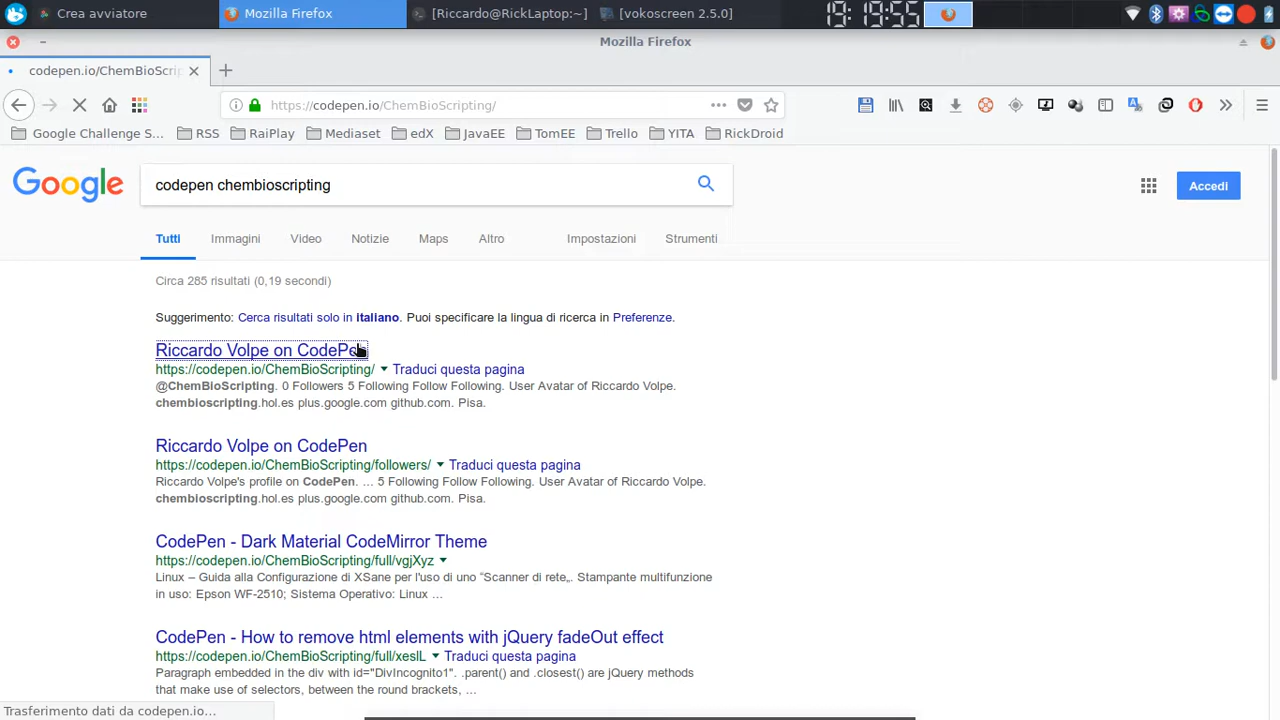 Crea avviatore
Mozilla Firefox
[Riccardo@RickLaptop:~]
[vokoscreen 2.5.0]
19:19:55
Mozilla Firefox
codepen.io/ChemBioScrip
https://codepen.io/ChemBioScripting/
Google Challenge S...
RSS
RaiPlay
Mediaset
edX
JavaEE
TomEE
Trello
YITA
RickDroid
Google
codepen chembioscripting
Accedi
Tutti
Immagini
Video
Notizie
Maps
Altro
Impostazioni
Strumenti
Circa 285 risultati (0,19 secondi)
Suggerimento: Cerca risultati solo in italiano. Puoi specificare la lingua di ricerca in Preferenze.
Riccardo Volpe on CodePen
https://codepen.io/ChemBioScripting/ Traduci questa pagina
@ChemBioScripting. 0 Followers 5 Following Follow Following. User Avatar of Riccardo Volpe.
chembioscripting.hol.es plus.google.com github.com. Pisa.
Riccardo Volpe on CodePen
https://codepen.io/ChemBioScripting/followers/ Traduci questa pagina
Riccardo Volpe's profile on CodePen. ... 5 Following Follow Following. User Avatar of Riccardo Volpe.
chembioscripting.hol.es plus.google.com github.com. Pisa.
CodePen - Dark Material CodeMirror Theme
https://codepen.io/ChemBioScripting/full/vgjXyz
Linux – Guida alla Configurazione di XSane per l'uso di uno “Scanner di rete„. Stampante multifunzione
in uso: Epson WF-2510; Sistema Operativo: Linux ...
CodePen - How to remove html elements with jQuery fadeOut effect
https://codepen.io/ChemBioScripting/full/xeslL Traduci questa pagina
Paragraph embedded in the div with id="DivIncognito1". .parent() and .closest() are jQuery methods
that make use of selectors, between the round brackets, ...
Trasferimento dati da codepen.io...